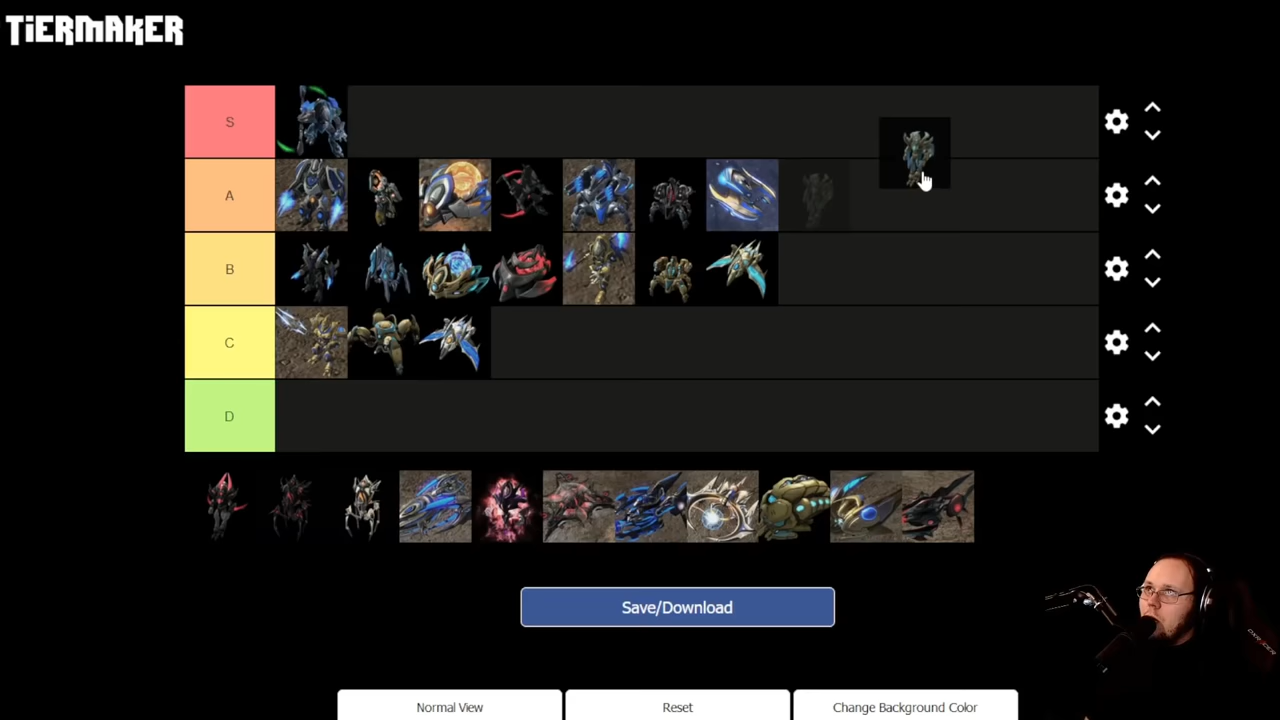 TiERMAKER
S
A
B
C
D
Save/Download
Normal View
Reset
Change Background Color